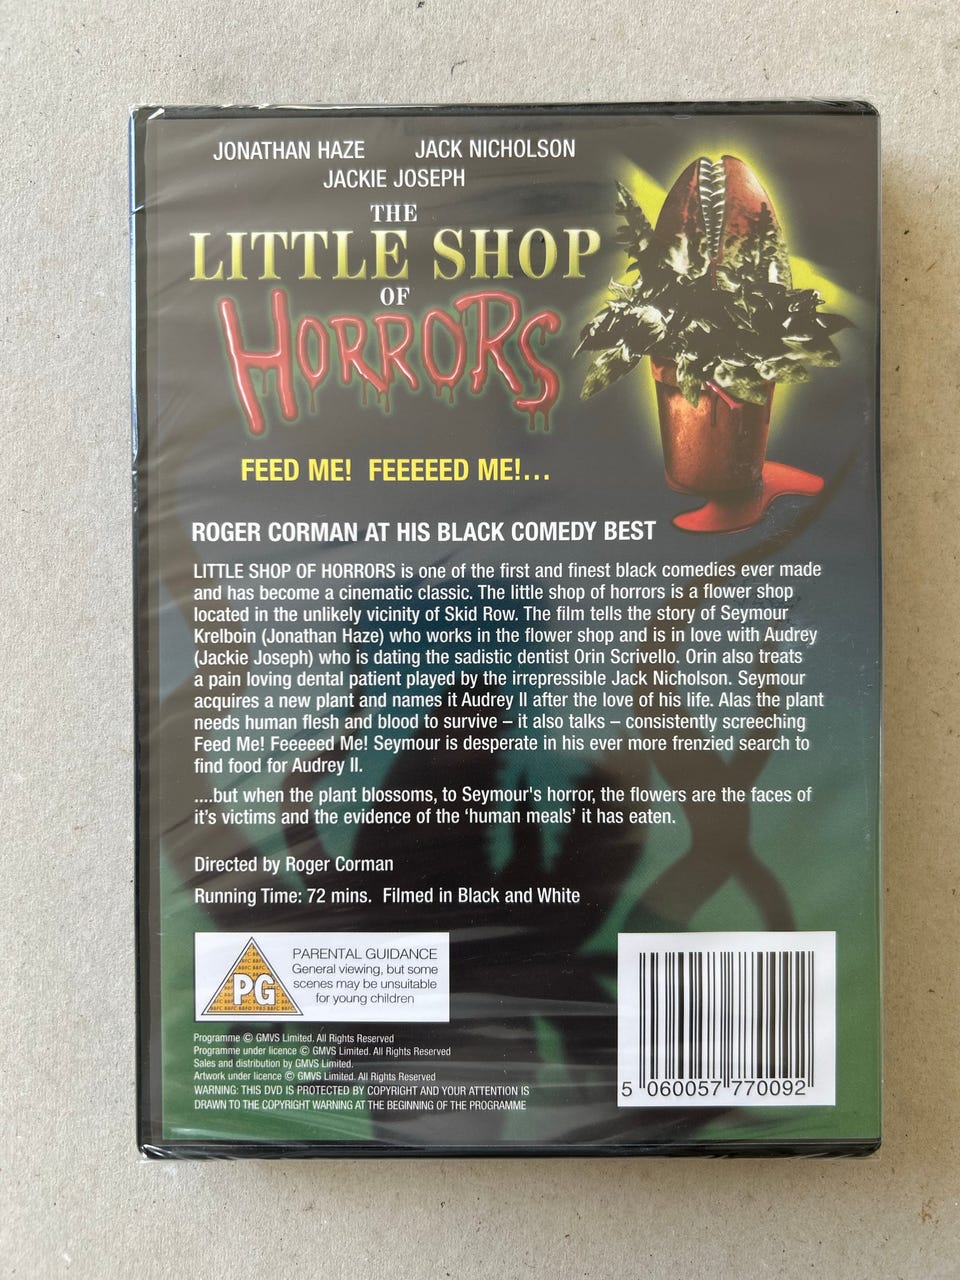 JONATHAN HAZE JACK NICHOLSON
JACKIE JOSEPH
THE
LITTLE SHOP
OF
HORRORS
FEED ME! FEEEEED ME!...
ROGER CORMAN AT HIS BLACK COMEDY BEST
LITTLE SHOP OF HORRORS is one of the first and finest black comedies ever made
and has become a cinematic classic. The little shop of horrors is a flower shop
located in the unlikely vicinity of Skid Row. The film tells the story of Seymour
Krelboin (Jonathan Haze) who works in the flower shop and is in love with Audrey
(Jackie Joseph) who is dating the sadistic dentist Orin Scrivello. Orin also treats
a pain loving dental patient played by the irrepressible Jack Nicholson. Seymour
acquires a new plant and names it Audrey II after the love of his life. Alas the plant
needs human flesh and blood to survive – it also talks – consistently screeching
Feed Me! Feeeeed Me! Seymour is desperate in his ever more frenzied search to
find food for Audrey II.
....but when the plant blossoms, to Seymour's horror, the flowers are the faces of
it's victims and the evidence of the 'human meals' it has eaten.
Directed by Roger Corman
Running Time: 72 mins. Filmed in Black and White
PG
PARENTAL GUIDANCE
General viewing, but some
scenes may be unsuitable
for young children
Programme © GMVS Limited. All Rights Reserved
Programme under licence © GMVS Limited. All Rights Reserved
Sales and distribution by GMVS Limited.
Artwork under licence © GMVS Limited. All Rights Reserved
WARNING: THIS DVD IS PROTECTED BY COPYRIGHT AND YOUR ATTENTION IS
DRAWN TO THE COPYRIGHT WARNING AT THE BEGINNING OF THE PROGRAMME
5 060057 770092